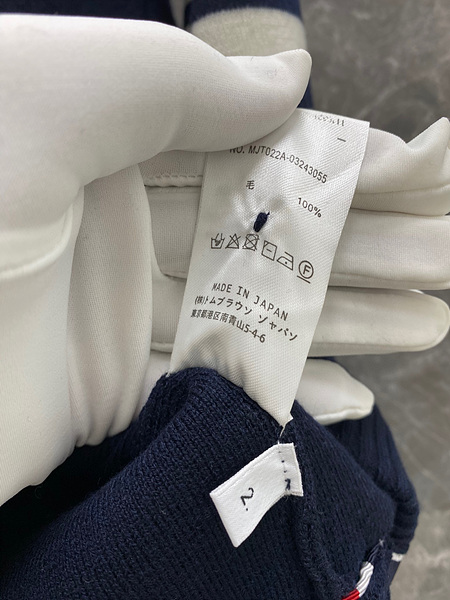 NO. MJT022A-03243055
毛 100%
F
MADE IN JAPAN
(株)トムブラウン ソャパン
東京都港区南青山5-4-6
2